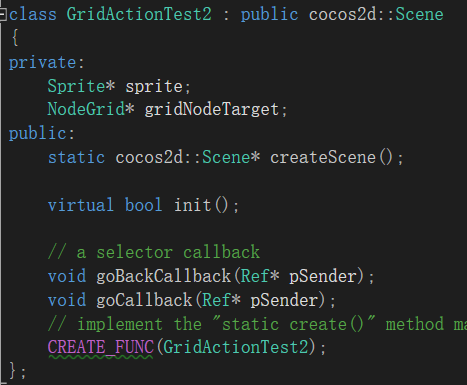 class GridActionTest2 : public cocos2d::Scene
{
private:
    Sprite* sprite;
    NodeGrid* gridNodeTarget;
public:
    static cocos2d::Scene* createScene();

    virtual bool init();

    // a selector callback
    void goBackCallback(Ref* pSender);
    void goCallback(Ref* pSender);
    // implement the "static create()" method ma
    CREATE_FUNC(GridActionTest2);
};